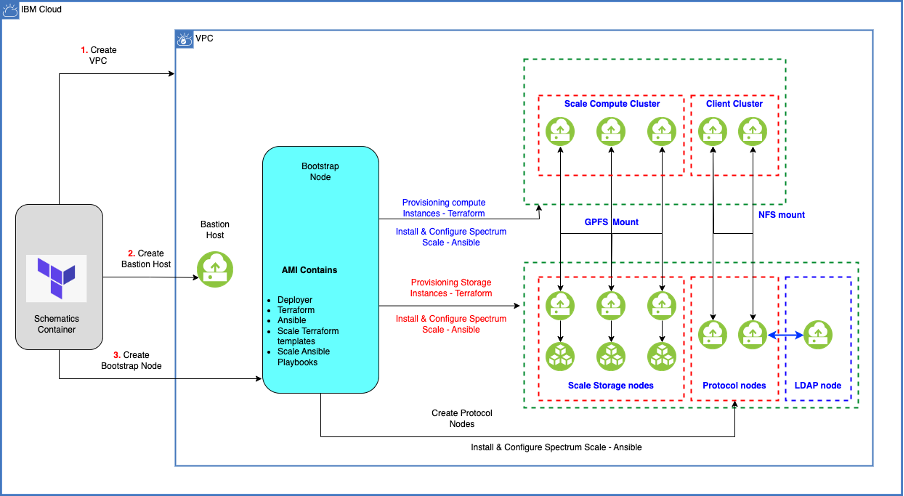 IBM Cloud
VPC
1. Create
VPC
Scale Compute Cluster
Client Cluster
Bootstrap
Node
Provisioning compute
Instances - Terraform
Install & Configure Spectrum
Scale - Ansible
GPFS Mount
NFS mount
Bastion
Host
2. Create
Bastion Host
AMI Contains
• Deployer
• Terraform
• Ansible
• Scale Terraform
templates
• Scale Ansible
Playbooks
Provisioning Storage
Instances - Terraform
Install & Configure Spectrum
Scale - Ansible
Schematics
Container
3. Create
Bootstrap Node
Scale Storage nodes
Protocol nodes
LDAP node
Create Protocol
Nodes
Install & Configure Spectrum Scale - Ansible